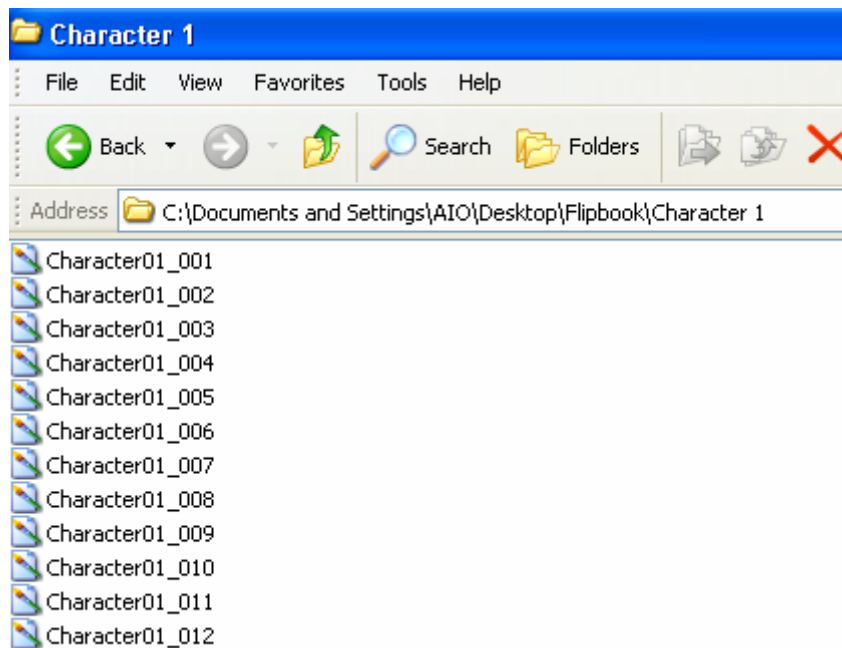 Character 1
File Edit View Favorites Tools Help
Back Search Folders
Address C:\Documents and Settings\AIO\Desktop\Flipbook\Character 1
Character01_001
Character01_002
Character01_003
Character01_004
Character01_005
Character01_006
Character01_007
Character01_008
Character01_009
Character01_010
Character01_011
Character01_012